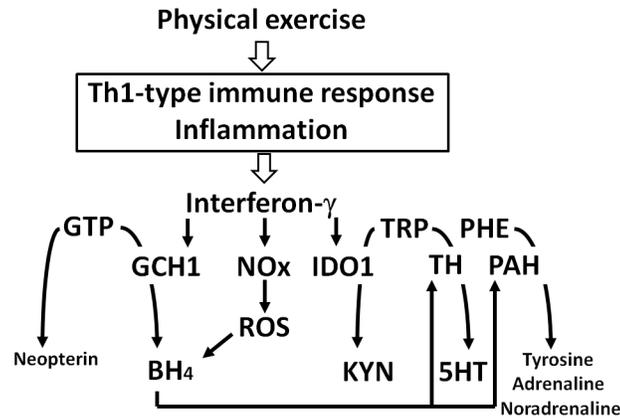 Physical exercise
Th1-type immune response
Inflammation
Interferon-γ
GTP
TRP
PHE
GCH1
NOx
IDO1
TH
PAH
ROS
Neopterin
BH4
KYN
5HT
Tyrosine
Adrenaline
Noradrenaline